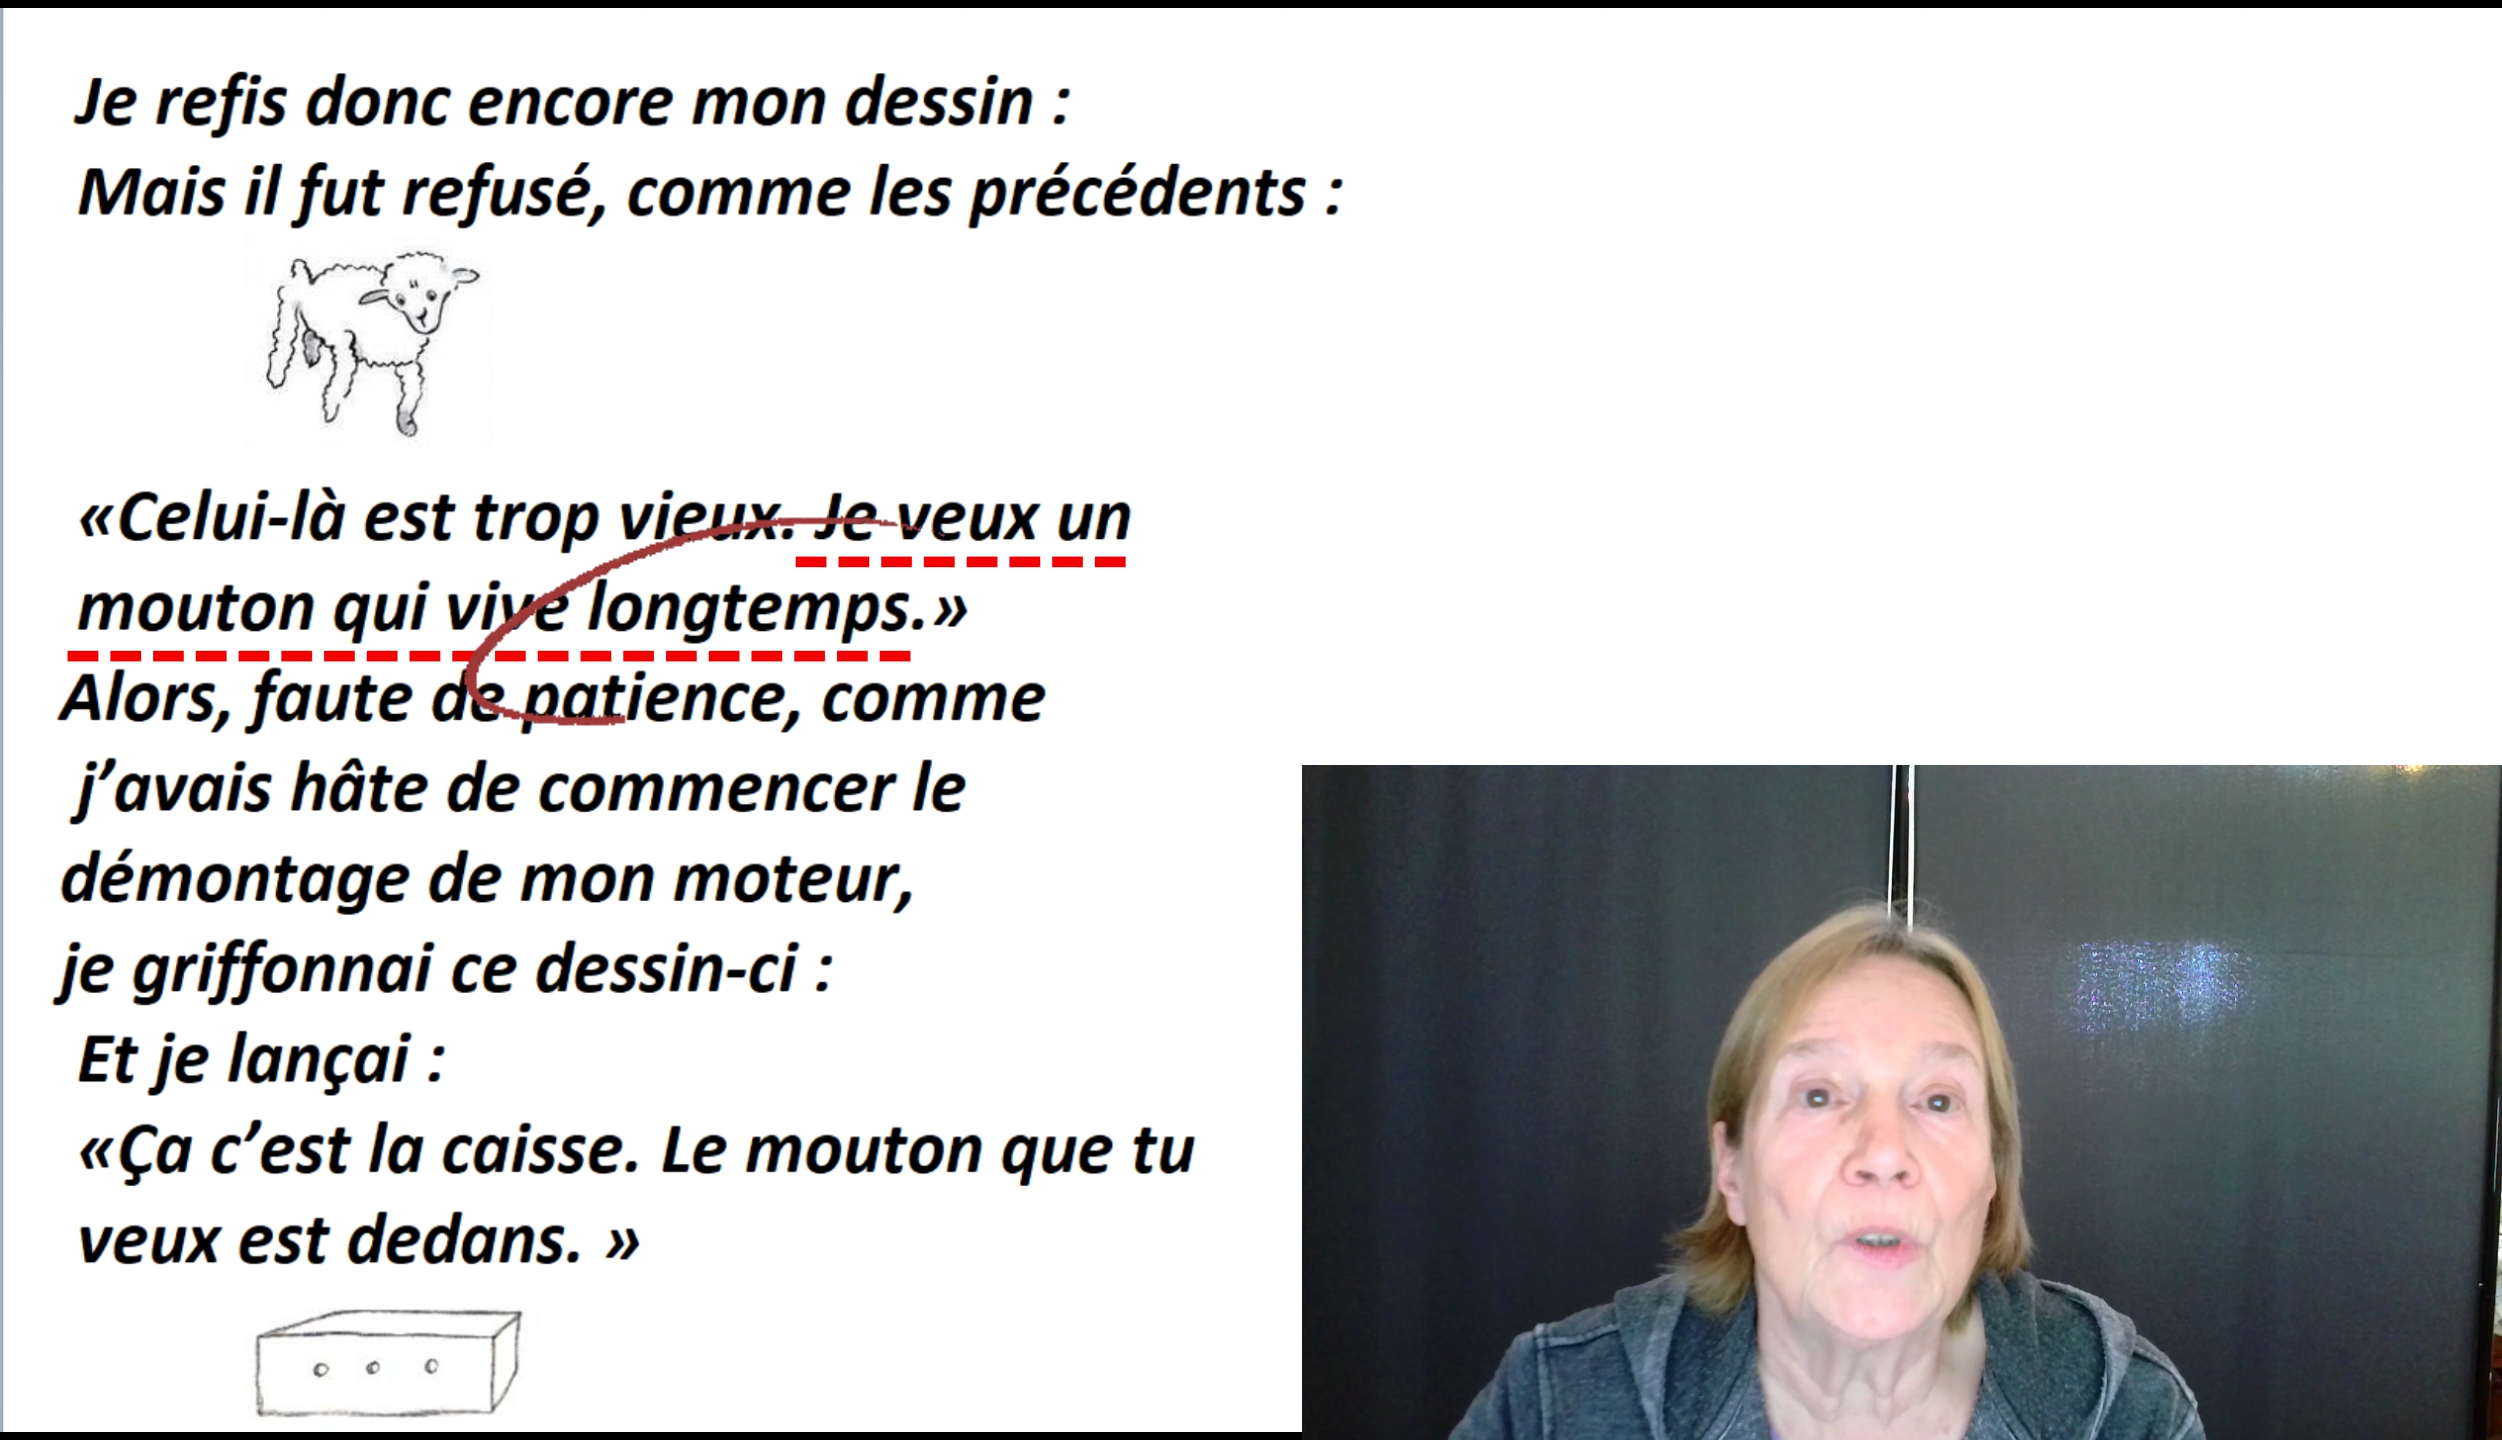 Je refis donc encore mon dessin :
Mais il fut refusé, comme les précédents :
«Celui-là est trop vieux. Je veux un
mouton qui vive longtemps.»
Alors, faute de patience, comme
j’avais hâte de commencer le
démontage de mon moteur,
je griffonnai ce dessin-ci :
Et je lançai :
«Ça c’est la caisse. Le mouton que tu
veux est dedans. »